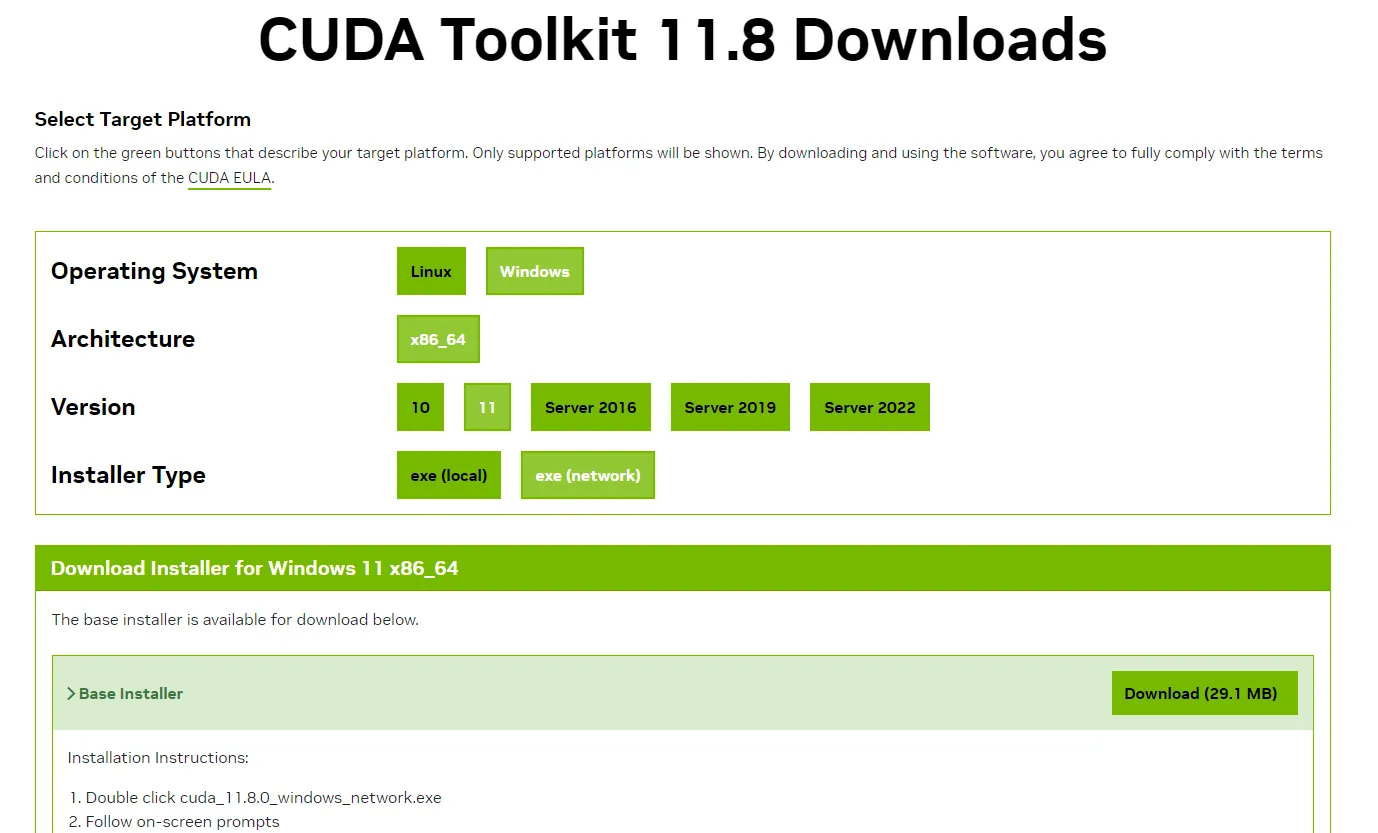 CUDA Toolkit 11.8 Downloads
Select Target Platform
Click on the green buttons that describe your target platform. Only supported platforms will be shown. By downloading and using the software, you agree to fully comply with the terms
and conditions of the CUDA EULA.
Operating System Linux Windows
Architecture x86_64
Version 10 11 Server 2016 Server 2019 Server 2022
Installer Type exe (local) exe (network)
Download Installer for Windows 11 x86_64
The base installer is available for download below.
Base Installer Download (29.1 MB)
Installation Instructions:
1. Double click cuda_11.8.0_windows_network.exe
2. Follow on-screen prompts